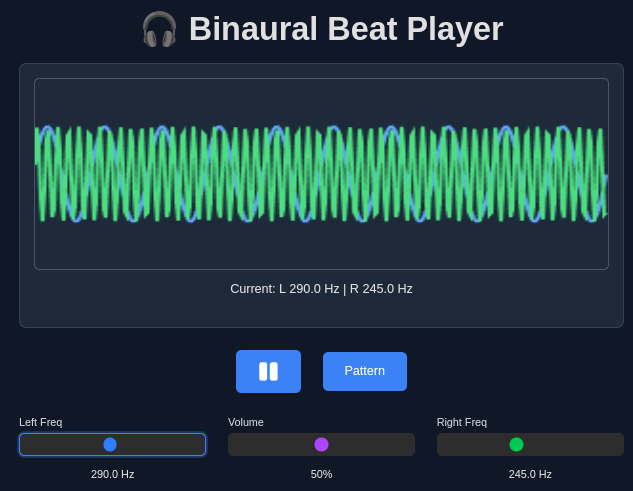 🎧 Binaural Beat Player
Current: L 290.0 Hz | R 245.0 Hz
Pattern
Left Freq
Volume
Right Freq
290.0 Hz
50%
245.0 Hz